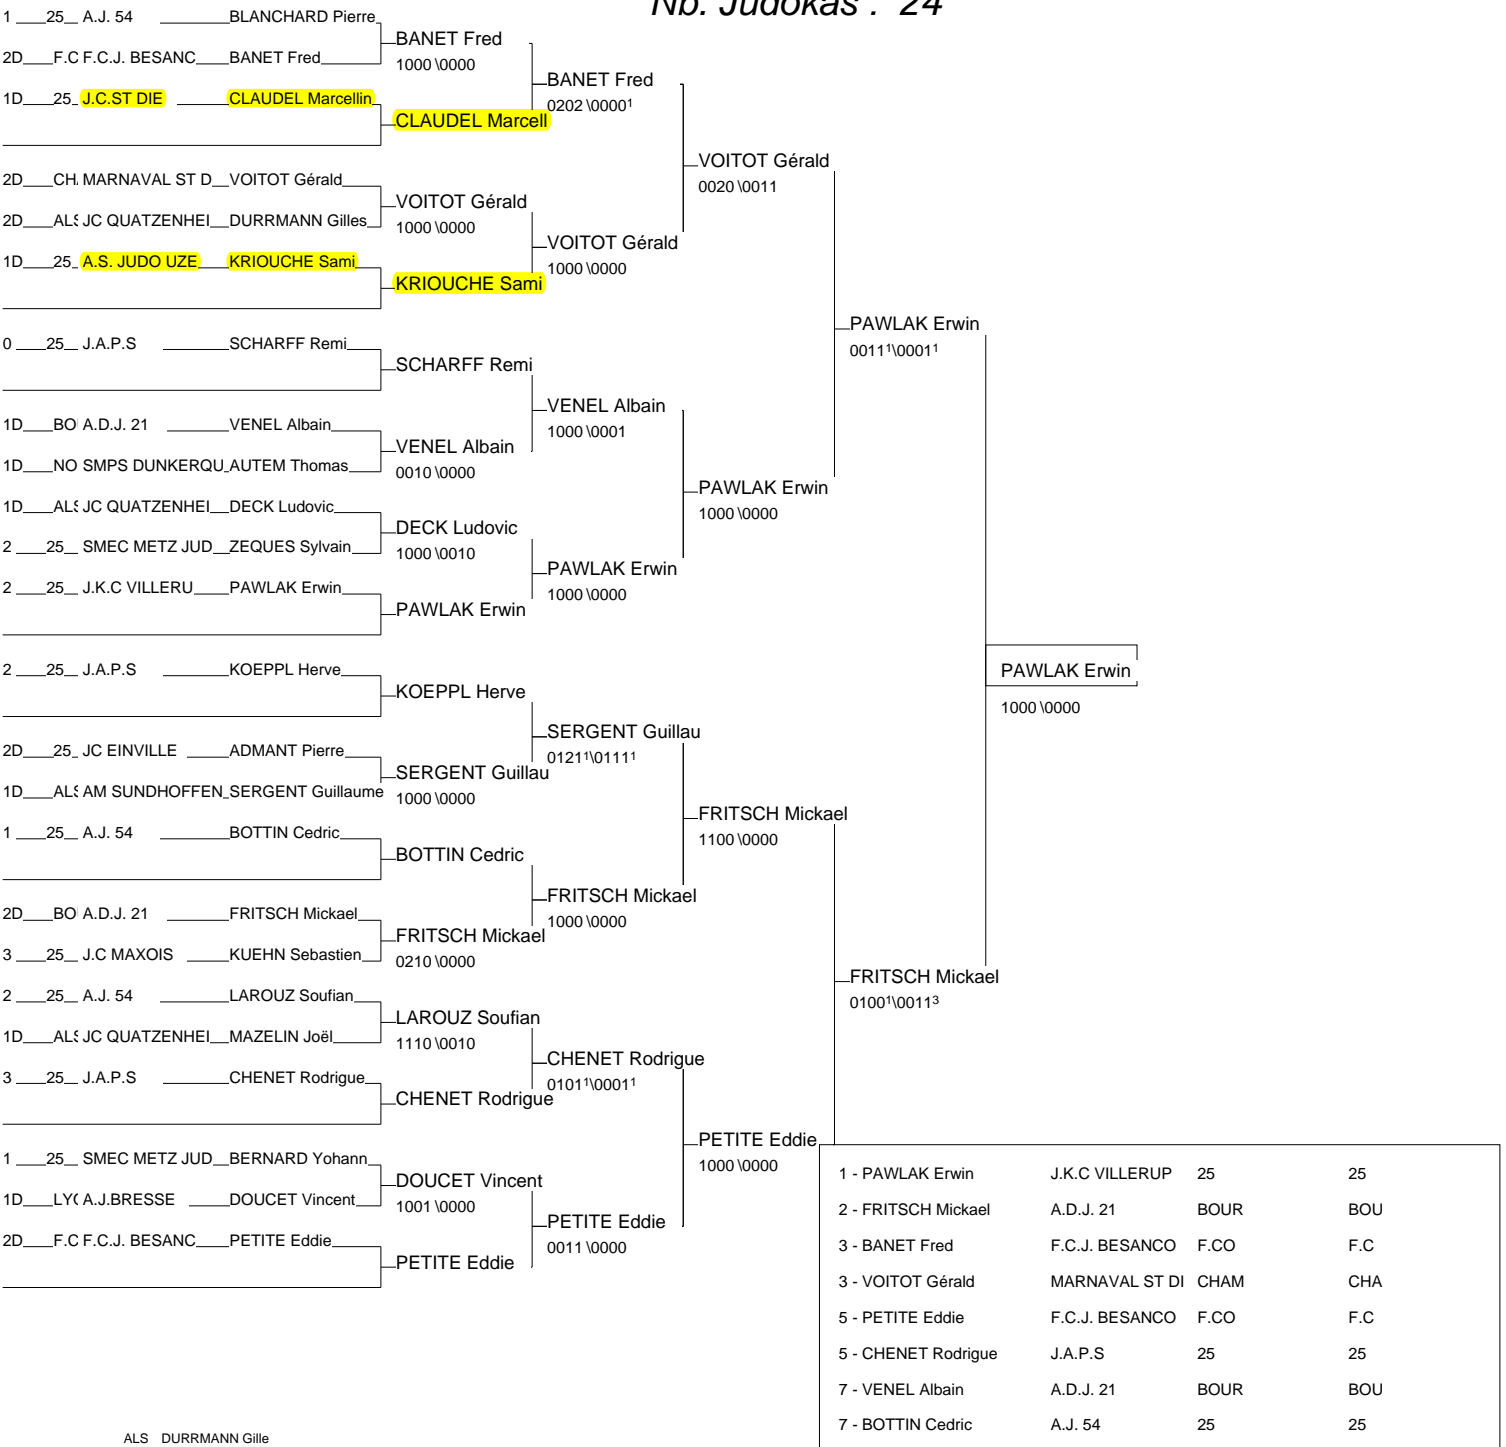 Nb. Judokas : 24
1 25 A.J. 54 BLANCHARD Pierre
BANET Fred
2D F.C F.C.J. BESANC BANET Fred
1000 \0000
BANET Fred
1D 25 J.C.ST DIE CLAUDEL Marcellin
0202 \0000¹
CLAUDEL Marcell
VOITOT Gérald
2D CH. MARNAVAL ST D VOITOT Gérald
0020 \0011
VOITOT Gérald
2D ALS JC QUATZENHEI DURRMANN Gilles
1000 \0000
VOITOT Gérald
1D 25 A.S. JUDO UZE KRIOUCHE Sami
1000 \0000
KRIOUCHE Sami
PAWLAK Erwin
0 25 J.A.P.S SCHARFF Remi
0011¹\0001¹
SCHARFF Remi
VENEL Albain
1D BO A.D.J. 21 VENEL Albain
1000 \0001
VENEL Albain
1D NO SMPS DUNKERQU AUTEM Thomas
0010 \0000
PAWLAK Erwin
1D ALS JC QUATZENHEI DECK Ludovic
1000 \0000
DECK Ludovic
2 25 SMEC METZ JUD ZEQUES Sylvain
1000 \0010
PAWLAK Erwin
2 25 J.K.C VILLERU PAWLAK Erwin
1000 \0000
PAWLAK Erwin
2 25 J.A.P.S KOEPPL Herve
PAWLAK Erwin
KOEPPL Herve
1000 \0000
SERGENT Guillau
2D 25 JC EINVILLE ADMANT Pierre
0121¹\0111¹
SERGENT Guillau
1D ALS AM SUNDHOFFEN SERGENT Guillaume
1000 \0000
FRITSCH Mickael
1 25 A.J. 54 BOTTIN Cedric
1100 \0000
BOTTIN Cedric
FRITSCH Mickael
2D BO A.D.J. 21 FRITSCH Mickael
1000 \0000
FRITSCH Mickael
3 25 J.C MAXOIS KUEHN Sebastien
0210 \0000
FRITSCH Mickael
2 25 A.J. 54 LAROUZ Soufian
0100¹\0011³
LAROUZ Soufian
1D ALS JC QUATZENHEI MAZELIN Joël
1110 \0010
CHENET Rodrigue
3 25 J.A.P.S CHENET Rodrigue
0101¹\0001¹
CHENET Rodrigue
PETITE Eddie
1 25 SMEC METZ JUD BERNARD Yohann
1000 \0000
DOUCET Vincent
1D LYC A.J.BRESSE DOUCET Vincent
1001 \0000
PETITE Eddie
2D F.C F.C.J. BESANC PETITE Eddie
0011 \0000
PETITE Eddie
1 - PAWLAK Erwin J.K.C VILLERUP 25 25
2 - FRITSCH Mickael A.D.J. 21 BOUR BOU
3 - BANET Fred F.C.J. BESANCO F.CO F.C
3 - VOITOT Gérald MARNAVAL ST DI CHAM CHA
5 - PETITE Eddie F.C.J. BESANCO F.CO F.C
5 - CHENET Rodrigue J.A.P.S 25 25
7 - VENEL Albain A.D.J. 21 BOUR BOU
7 - BOTTIN Cedric A.J. 54 25 25
ALS DURRMANN Gille